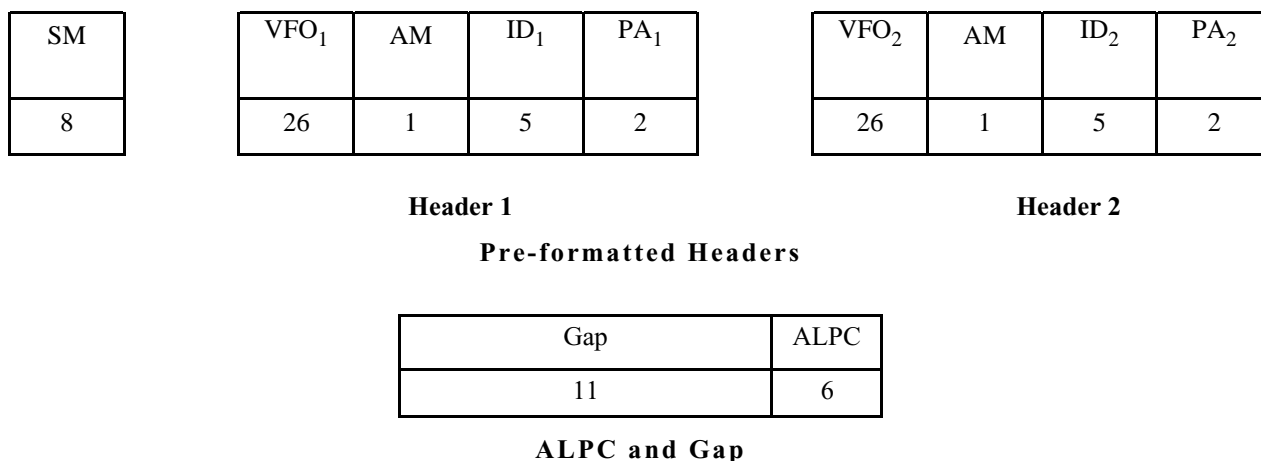 SM VFO₁ AM ID₁ PA₁ VFO₂ AM ID₂ PA₂
8 26 1 5 2 26 1 5 2
Header 1 Header 2
Pre-formatted Headers
Gap ALPC
11 6
ALPC and Gap